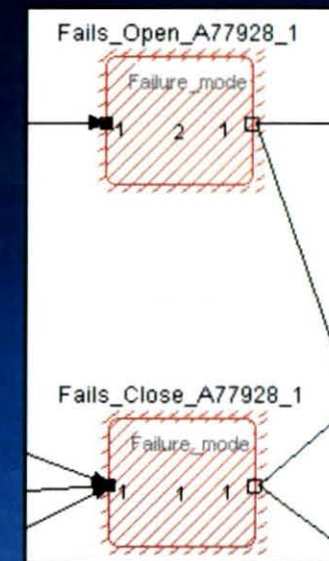 Fails_Open_A77928_1
Failure_mode
1 2 1
Fails_Close_A77928_1
Failure_mode
1 1 1